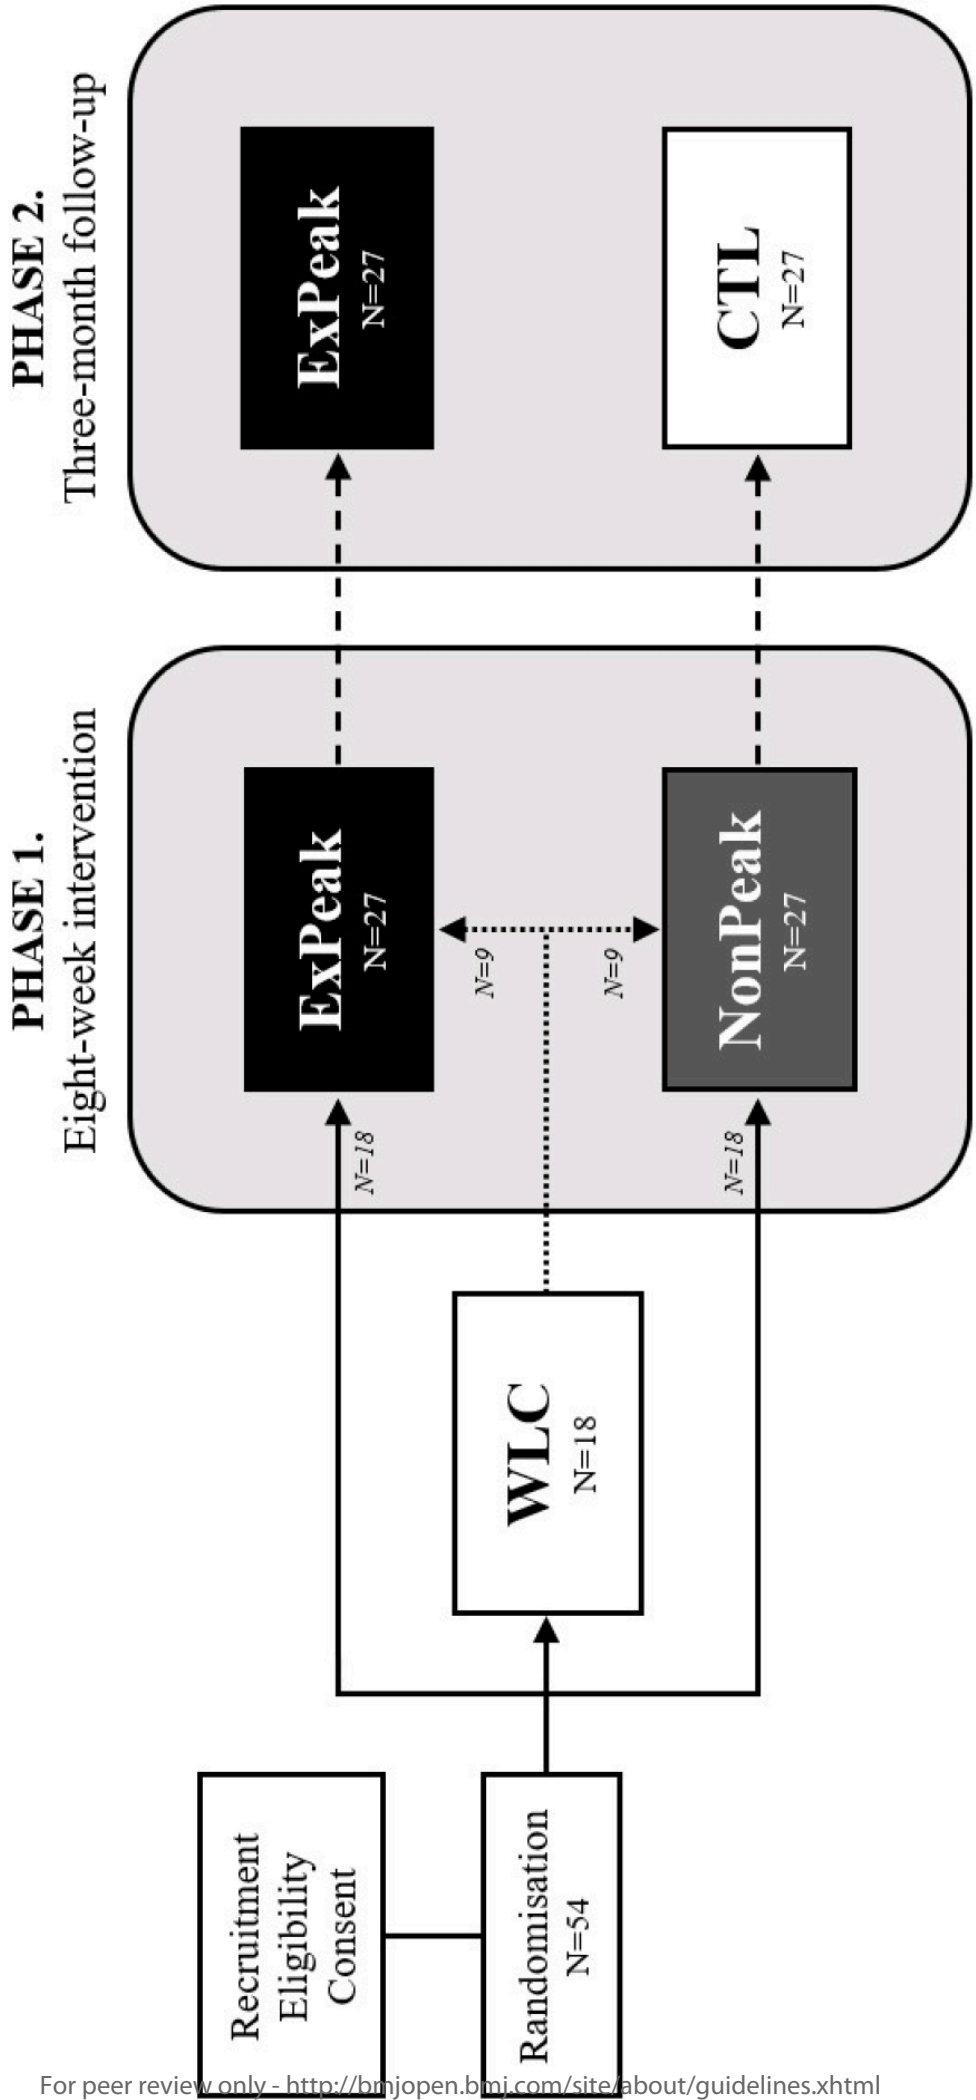 Recruitment
Eligibility
Consent
Randomisation
N=54
WLC
N=18
PHASE 1.
Eight-week intervention
N=18
ExPeak
N=27
N=9
N=9
N=18
NonPeak
N=27
PHASE 2.
Three-month follow-up
ExPeak
N=27
CTL
N=27
For peer review only - http://bmjopen.bmj.com/site/about/guidelines.xhtml